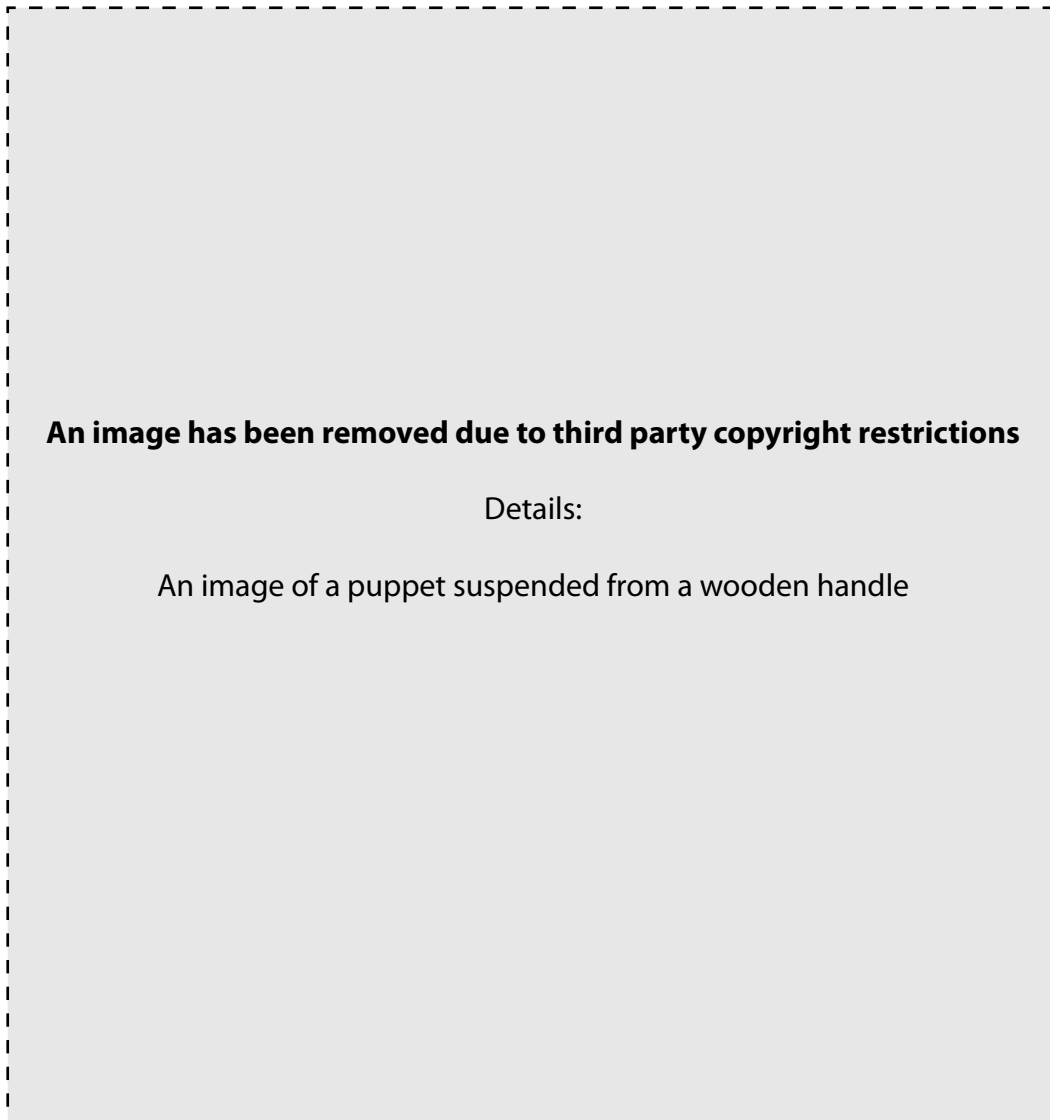 An image has been removed due to third party copyright restrictions
Details:
An image of a puppet suspended from a wooden handle